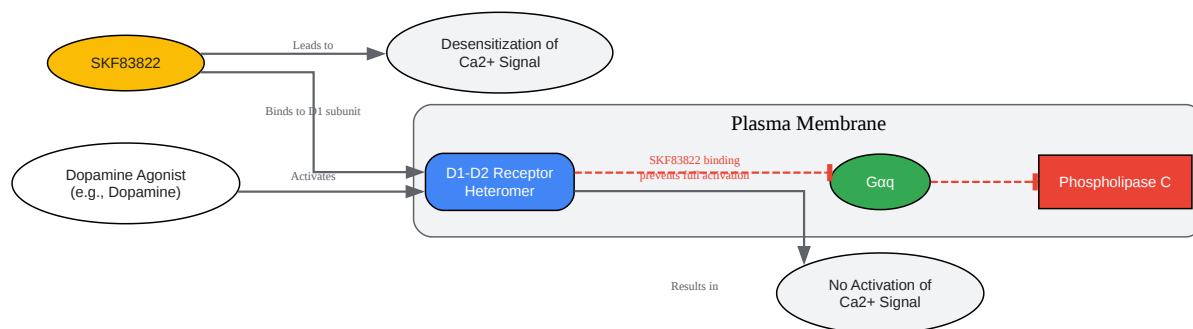 SKF83822
Leads to
Desensitization of
Ca2+ Signal
Binds to D1 subunit
Plasma Membrane
Dopamine Agonist
(e.g., Dopamine)
Activates
D1-D2 Receptor
Heteromer
SKF83822 binding
prevents full activation
Gαq
Phospholipase C
Results in
No Activation of
Ca2+ Signal